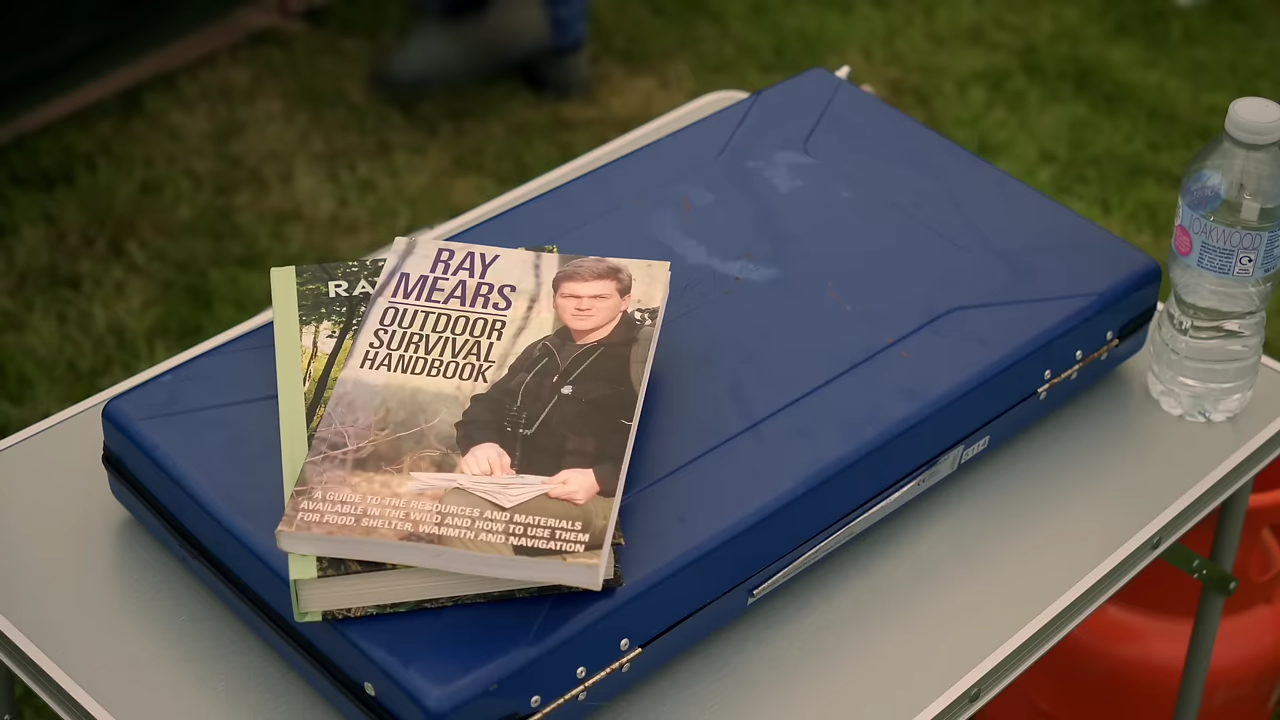 RAY
MEARS
OUTDOOR
SURVIVAL
HANDBOOK
A GUIDE TO THE RESOURCES AND MATERIALS
AVAILABLE IN THE WILD AND HOW TO USE THEM
FOR FOOD, SHELTER, WARMTH AND NAVIGATION
RA
OAKWOOD